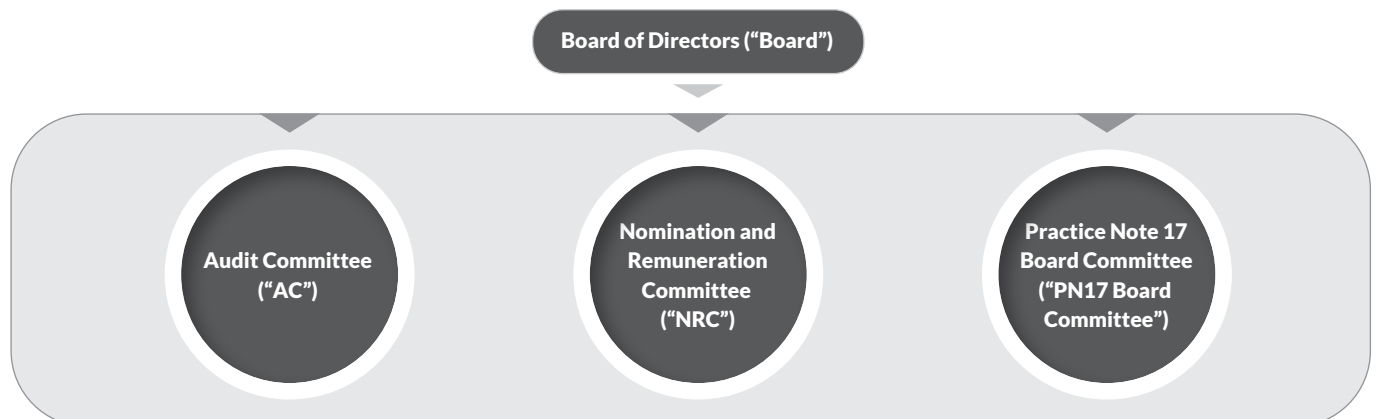 Board of Directors (“Board”)
Audit Committee
(“AC”)
Nomination and
Remuneration
Committee
(“NRC”)
Practice Note 17
Board Committee
(“PN17 Board
Committee”)